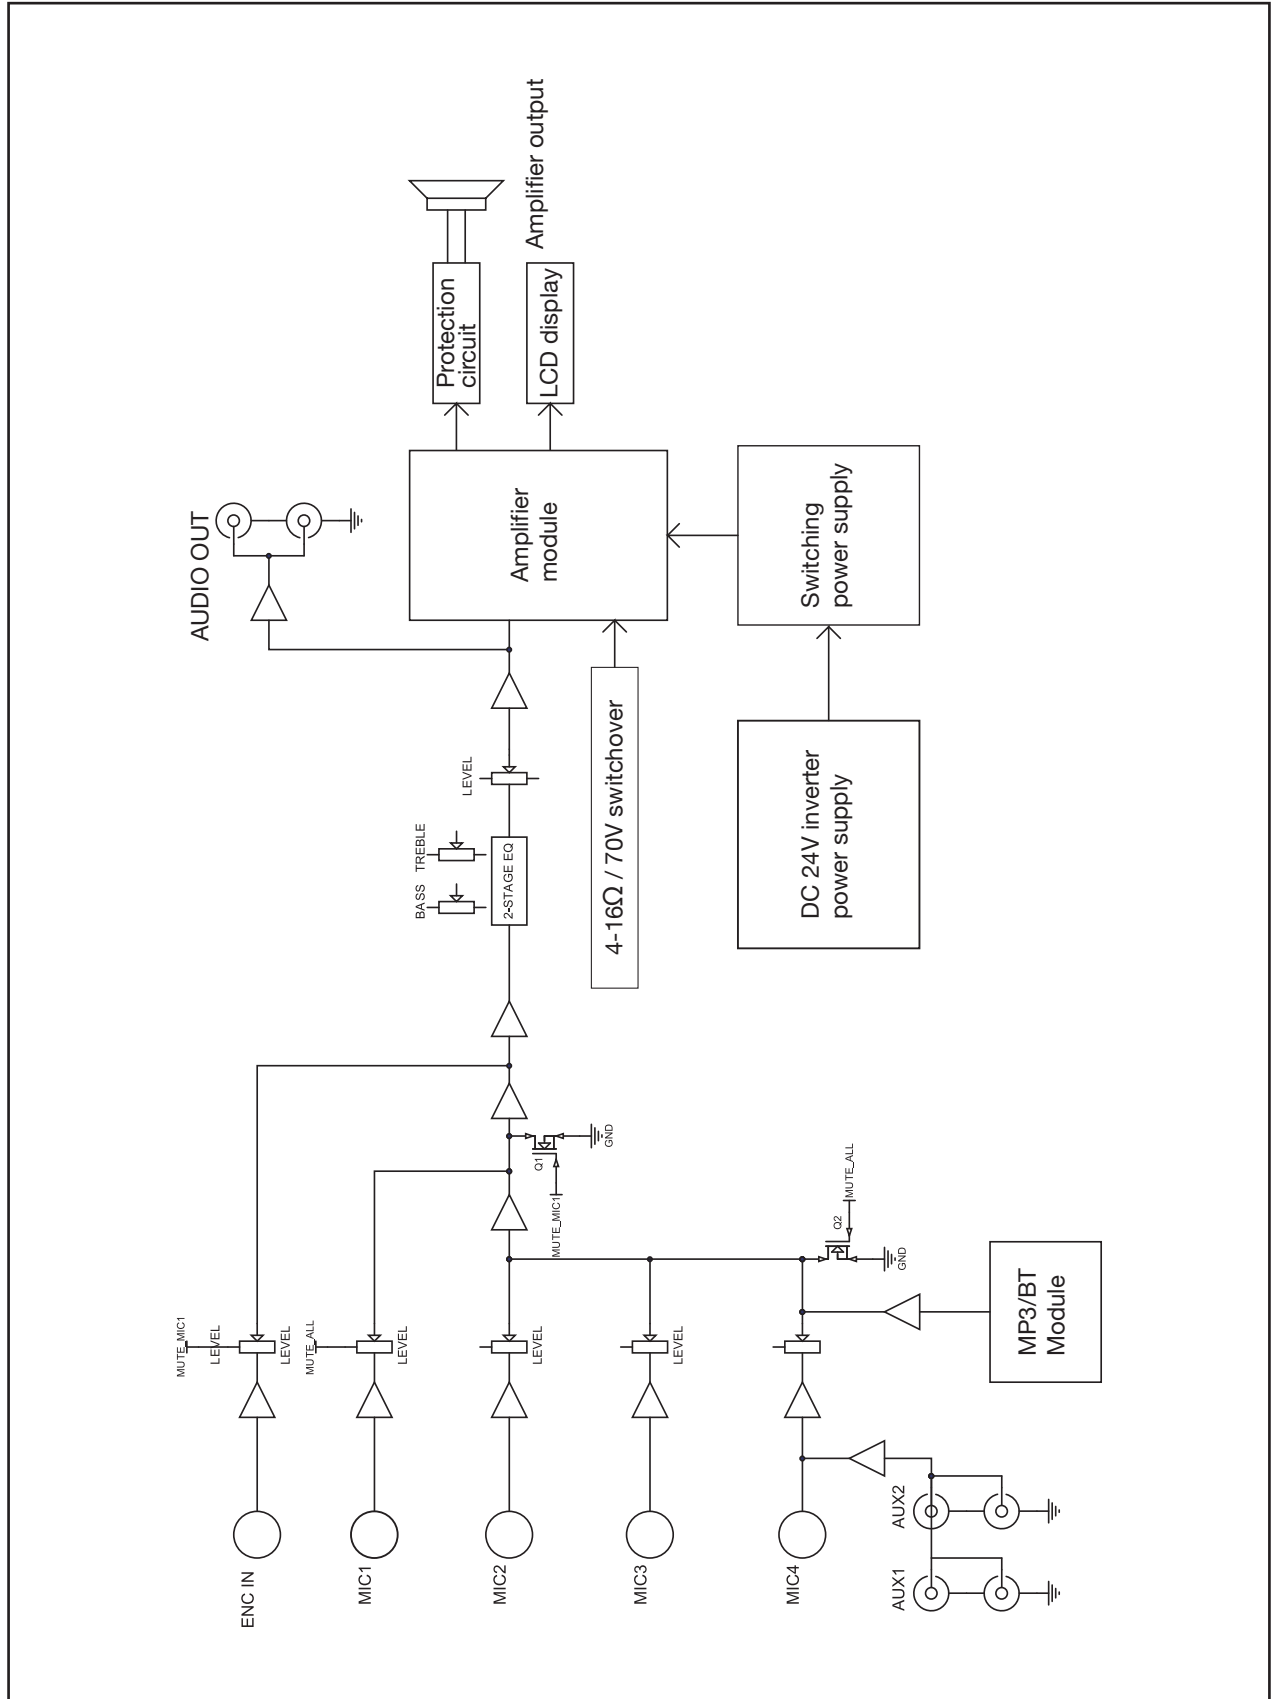 ENC IN
MIC1
MIC2
MIC3
MIC4
AUX1
AUX2
MUTE_MIC1
LEVEL
LEVEL
MUTE_ALL
LEVEL
LEVEL
LEVEL
MP3/BT
Module
Q1
MUTE_MIC1
GND
Q2
MUTE_ALL
GND
BASS
TREBLE
2-STAGE EQ
LEVEL
AUDIO OUT
4-16Ω / 70V switchover
DC 24V inverter
power supply
Switching
power supply
Amplifier
module
Protection
circuit
LCD display
Amplifier output